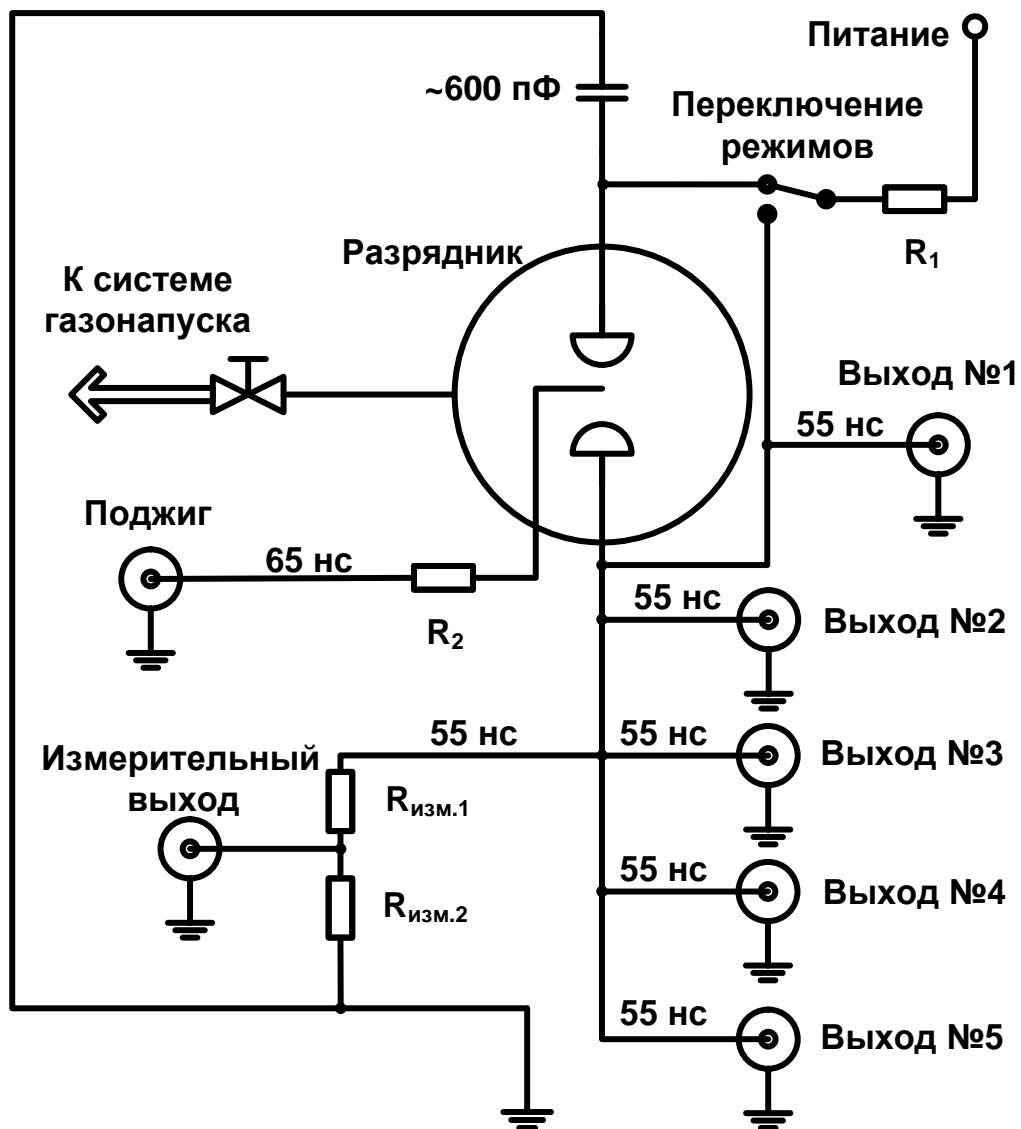 Питание
~600 пФ
Переключение
режимов
R₁
Разрядник
К системе
газонапуска
Выход №1
55 нс
Поджиг
65 нс
R₂
55 нс
Выход №2
Измерительный
выход
55 нс
55 нс
Выход №3
Rизм.1
55 нс
Выход №4
Rизм.2
55 нс
Выход №5